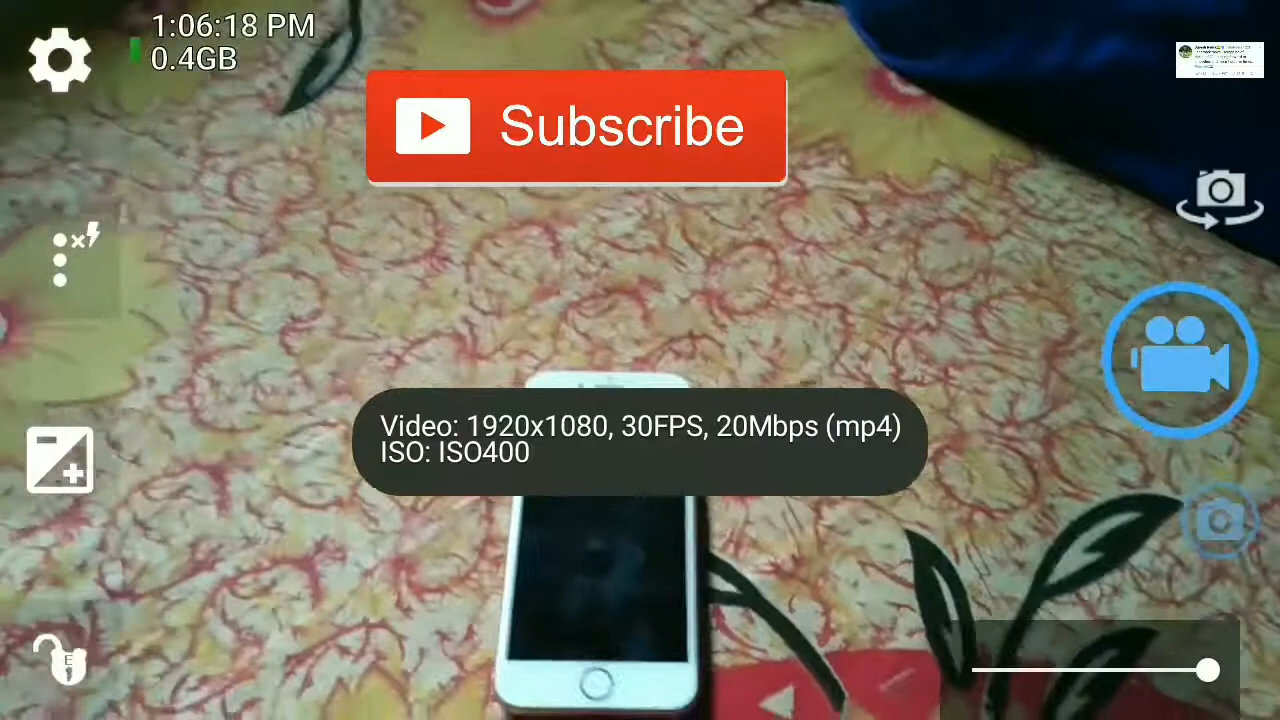 1:06:18 PM
0.4GB
Subscribe
Video: 1920x1080, 30FPS, 20Mbps (mp4)
ISO: ISO400
E